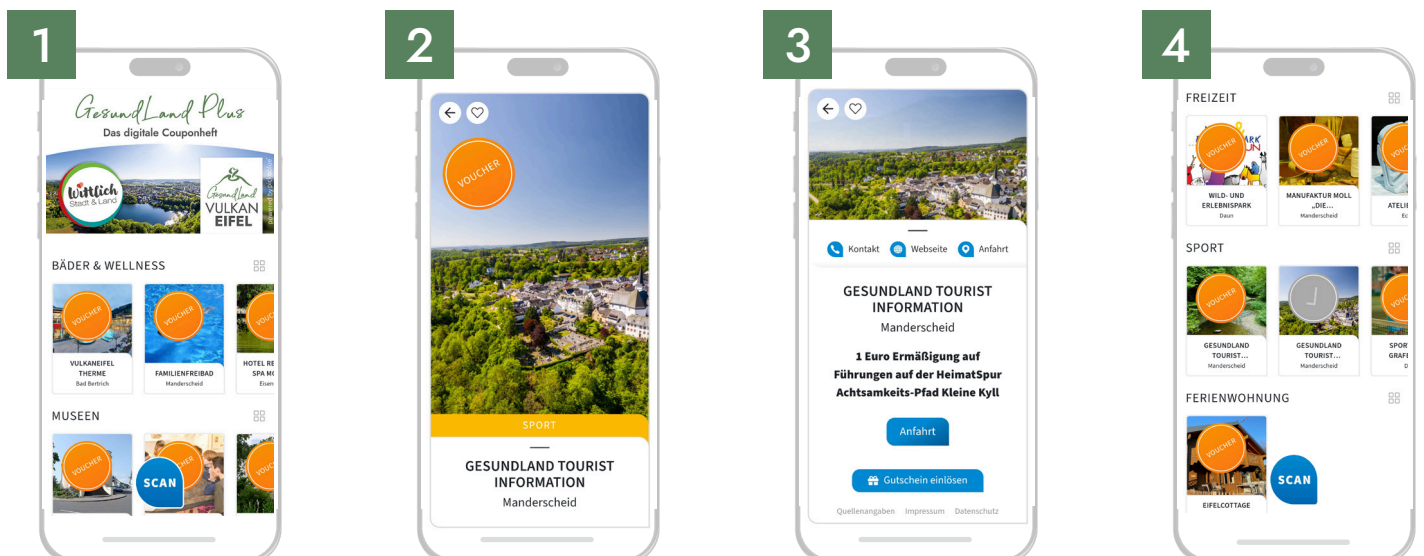 1
GesundLand Plus
Das digitale Couponheft
Wittlich
Stadt & Land
GesundLand
VULKAN
EIFEL
BÄDER & WELLNESS
VOUCHER
VOUCHER
VULKANEIFEL
THERME
Bad Bertrich
FAMILIENFREIBAD
Manderscheid
HOTEL RE
SPA MO
Eisen
MUSEEN
VOUCHER
VOUCHER
SCAN
2
VOUCHER
SPORT
GESUNDLAND TOURIST
INFORMATION
Manderscheid
3
Kontakt Webseite Anfahrt
GESUNDLAND TOURIST
INFORMATION
Manderscheid
1 Euro Ermäßigung auf
Führungen auf der HeimatSpur
Achtsamkeits-Pfad Kleine Kyll
Anfahrt
Gutschein einlösen
Quellenangaben Impressum Datenschutz
4
FREIZEIT
VOUCHER
VOUCHER
WILD- UND
ERLEBNISPARK
Daun
MANUFAKTUR MOLL
„DIE...
Manderscheid
ATELIE
SPORT
VOUCHER
GESUNDLAND
TOURIST...
Manderscheid
GESUNDLAND
TOURIST...
Manderscheid
SPOR
GRAFE
D
FERIENWOHNUNG
VOUCHER
EIFELCOTTAGE
SCAN